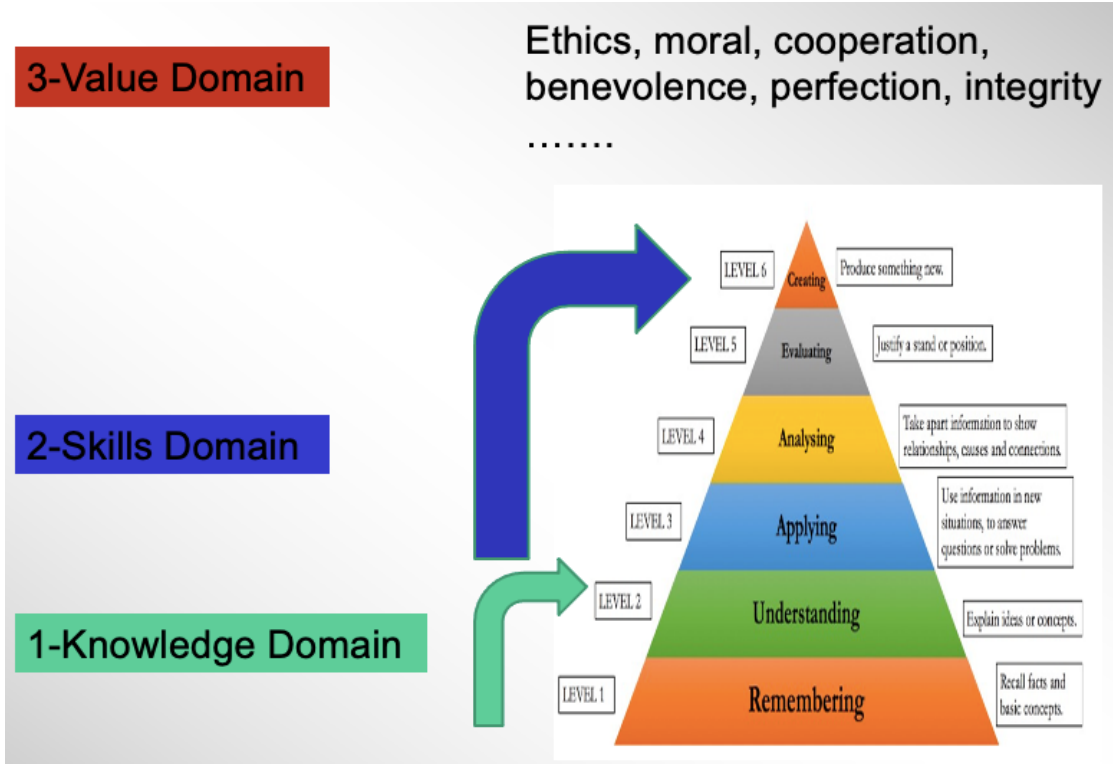 3-Value Domain
Ethics, moral, cooperation,
benevolence, perfection, integrity
.......
2-Skills Domain
1-Knowledge Domain
LEVEL 6
Creating
Produce something new.
LEVEL 5
Evaluating
Justify a stand or position.
LEVEL 4
Analysing
Take apart information to show
relationships, causes and connections.
LEVEL 3
Applying
Use information in new
situations, to answer
questions or solve problems.
LEVEL 2
Understanding
Explain ideas or concepts.
LEVEL 1
Remembering
Recall facts and
basic concepts.